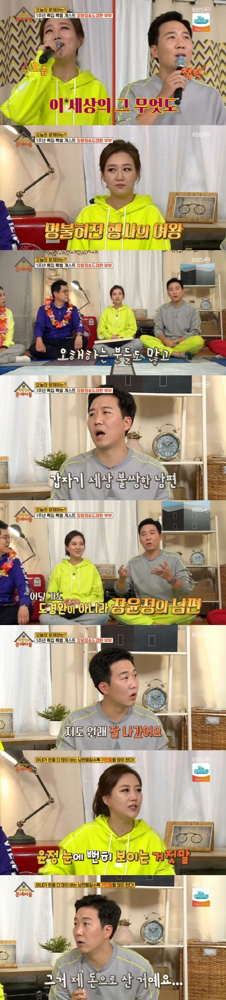 옥탑방의
문제아들
오늘의 문제아는?
1주년 특집 특별 게스트 장윤정&도경완 부부
KBS2
오늘밤 11:10
호흡
척척
이 세상의 그 무엇도
옥탑방의
문제아들
오늘의 문제아는?
1주년 특집 특별 게스트 장윤정&도경완 부부
KBS2
명불허전 행사의 여왕
옥탑방의
문제아들
오늘의 문제아는?
1주년 특집 특별 게스트 장윤정&도경완 부부
KBS2
오해하는 분들도 많고
옥탑방의
문제아들
오늘의 문제아는?
1주년 특집 특별 게스트 장윤정&도경완 부부
KBS2
갑자기 세상 불쌍한 남편
옥탑방의
문제아들
오늘의 문제아는?
1주년 특집 특별 게스트 장윤정&도경완 부부
KBS2
어딜 가도
도경완이 아니라 장윤정의 남편
옥탑방의
문제아들
오늘의 문제아는?
1주년 특집 특별 게스트 장윤정&도경완 부부
KBS2
저도 원래 잘 나갔어요
옥탑방의
문제아들
아내가 돈을 더 많이 버는 남편들일수록 거짓말을 많이 한다!
KBS2
오늘밤 11:10
윤정 눈에 뻔히 보이는 거짓말
옥탑방의
문제아들
아내가 돈을 더 많이 버는 남편들일수록 거짓말을 많이 한다!
KBS2
오늘밤 11:10
그거 제 돈으로 산 거예요...